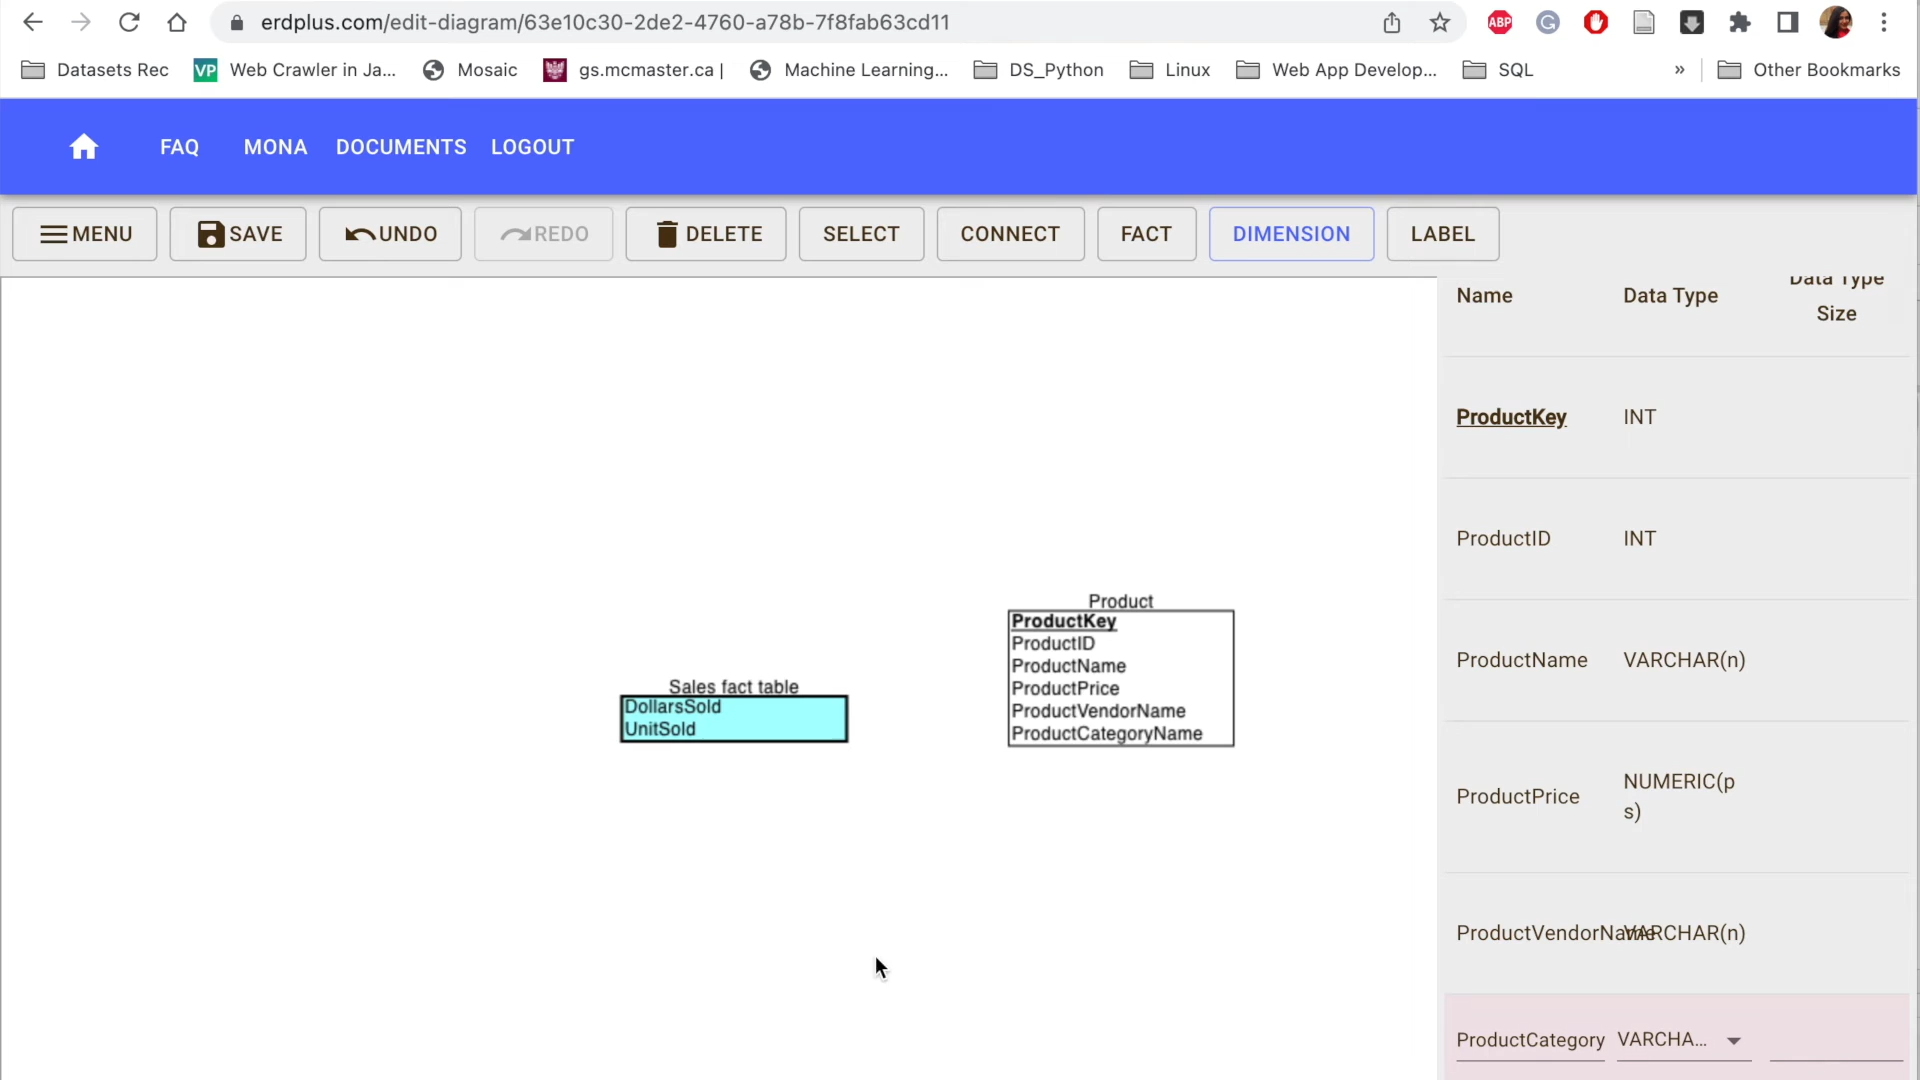 erdplus.com/edit-diagram/63e10c30-2de2-4760-a78b-7f8fab63cd11
ABP
Datasets Rec
VP
Web Crawler in Ja...
Mosaic
gs.mcmaster.ca |
Machine Learning...
DS_Python
Linux
Web App Develop...
SQL
»
Other Bookmarks
FAQ
MONA
DOCUMENTS
LOGOUT
MENU
SAVE
UNDO
REDO
DELETE
SELECT
CONNECT
FACT
DIMENSION
LABEL
Sales fact table
DollarsSold
UnitSold
Product
ProductKey
ProductID
ProductName
ProductPrice
ProductVendorName
ProductCategoryName
Name
Data Type
Data Type
Size
ProductKey
INT
ProductID
INT
ProductName
VARCHAR(n)
ProductPrice
NUMERIC(p
s)
ProductVendorName
VARCHAR(n)
ProductCategory
VARCHA...